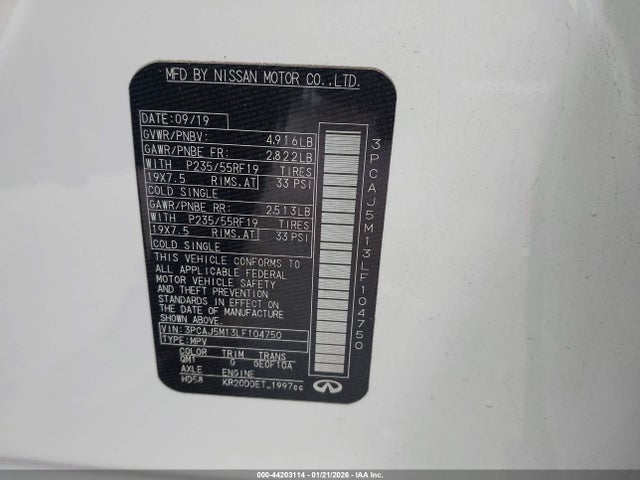 MFD BY NISSAN MOTOR CO.,LTD.
DATE: 09/19
GVWR/PNBV: 4,916LB
GAWR/PNBE FR: 2,822LB
WITH P235/55RF19 TIRES
19X7.5 RIMS,AT 33 PSI
COLD SINGLE
GAWR/PNBE RR: 2,513LB
WITH P235/55RF19 TIRES
19X7.5 RIMS,AT 33 PSI
COLD SINGLE
THIS VEHICLE CONFORMS TO
ALL APPLICABLE FEDERAL
MOTOR VEHICLE SAFETY
AND THEFT PREVENTION
STANDARDS IN EFFECT ON
THE DATE OF MANUFACTURE
SHOWN ABOVE.
VIN:3PCAJ5M13LF104750
TYPE:MPV
COLOR TRIM TRANS
QMT G GE0F10A
AXLE ENGINE
HD58 KR20DDET_1997cc
3PCAJ5M13LF104750
000-44203114 - 01/21/2026 - IAA Inc.